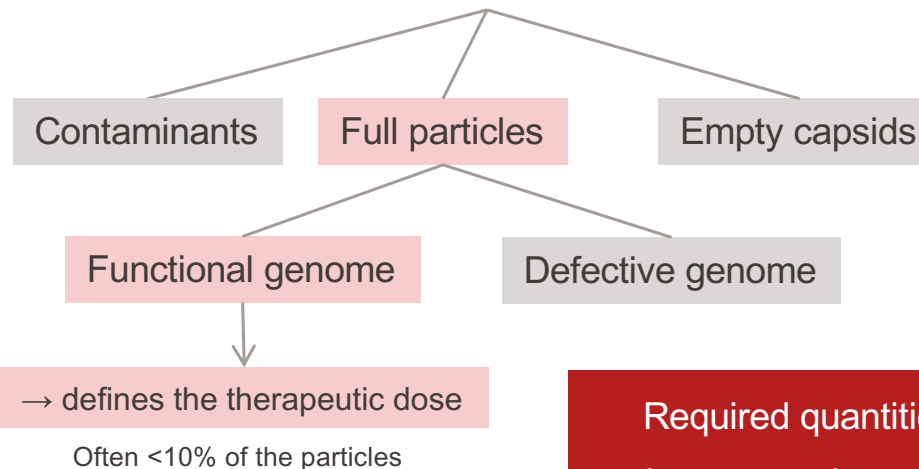 Contaminants
Full particles
Empty capsids
Functional genome
Defective genome
→ defines the therapeutic dose
Often <10% of the particles
Required